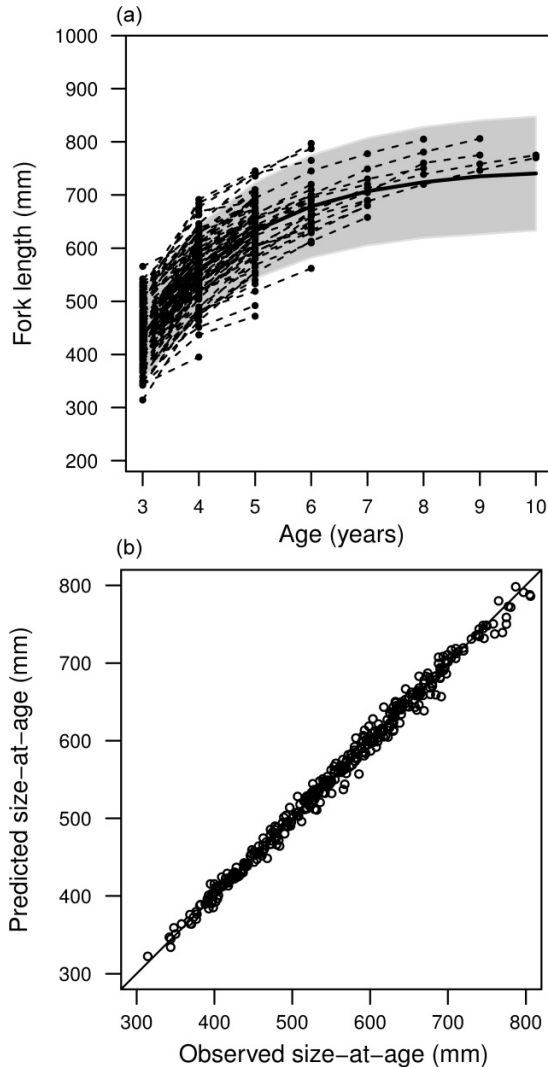 (a)
1000
900
800
700
600
500
400
300
200
Fork length (mm)
3 4 5 6 7 8 9 10
Age (years)
(b)
800
700
600
500
400
300
Predicted size−at−age (mm)
300 400 500 600 700 800
Observed size−at−age (mm)